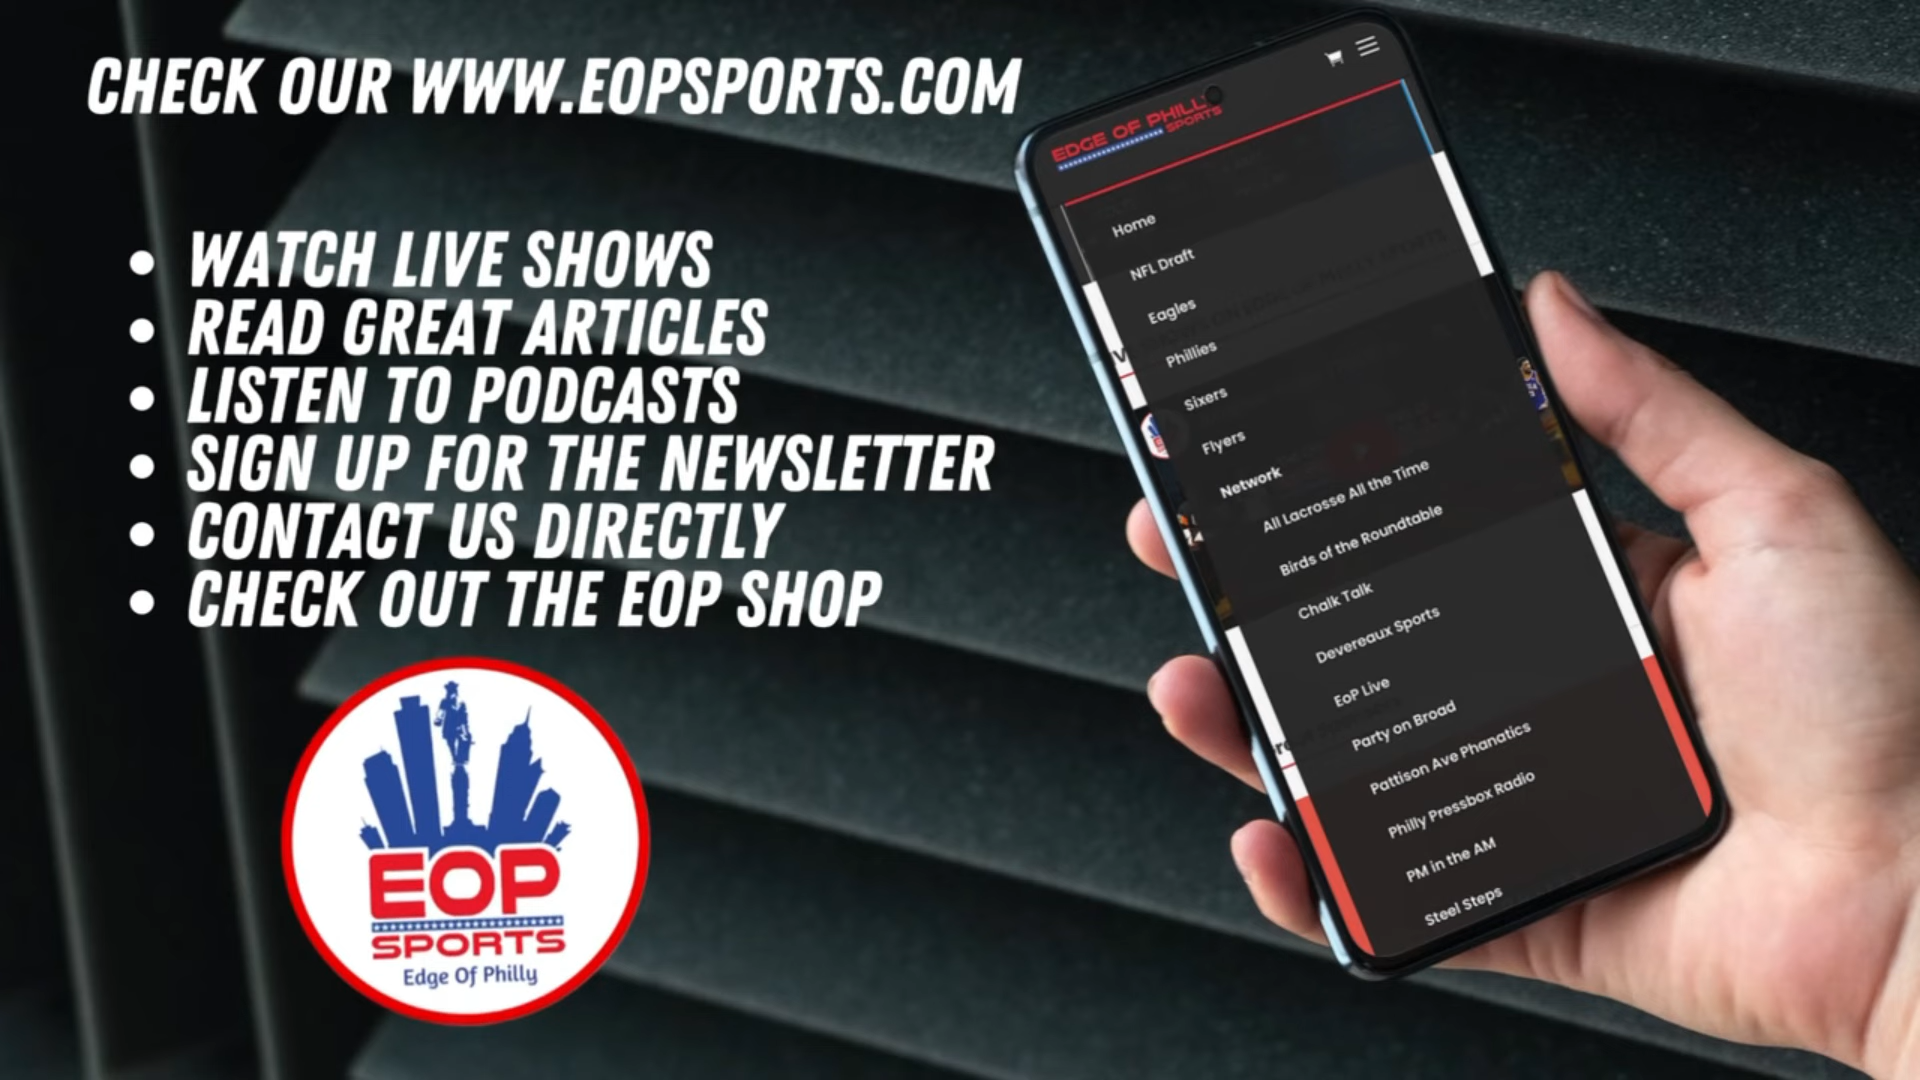 CHECK OUR WWW.EOPSPORTS.COM
• WATCH LIVE SHOWS
• READ GREAT ARTICLES
• LISTEN TO PODCASTS
• SIGN UP FOR THE NEWSLETTER
• CONTACT US DIRECTLY
• CHECK OUT THE EOP SHOP
EOP
SPORTS
Edge Of Philly
EDGE OF PHILLY
SPORTS
Home
NFL Draft
Eagles
Phillies
Sixers
Flyers
Network
All Lacrosse All the Time
Birds of the Roundtable
Chalk Talk
Devereaux Sports
EoP Live
Party on Broad
Pattison Ave Phanatics
Philly Pressbox Radio
PM in the AM
Steel Steps